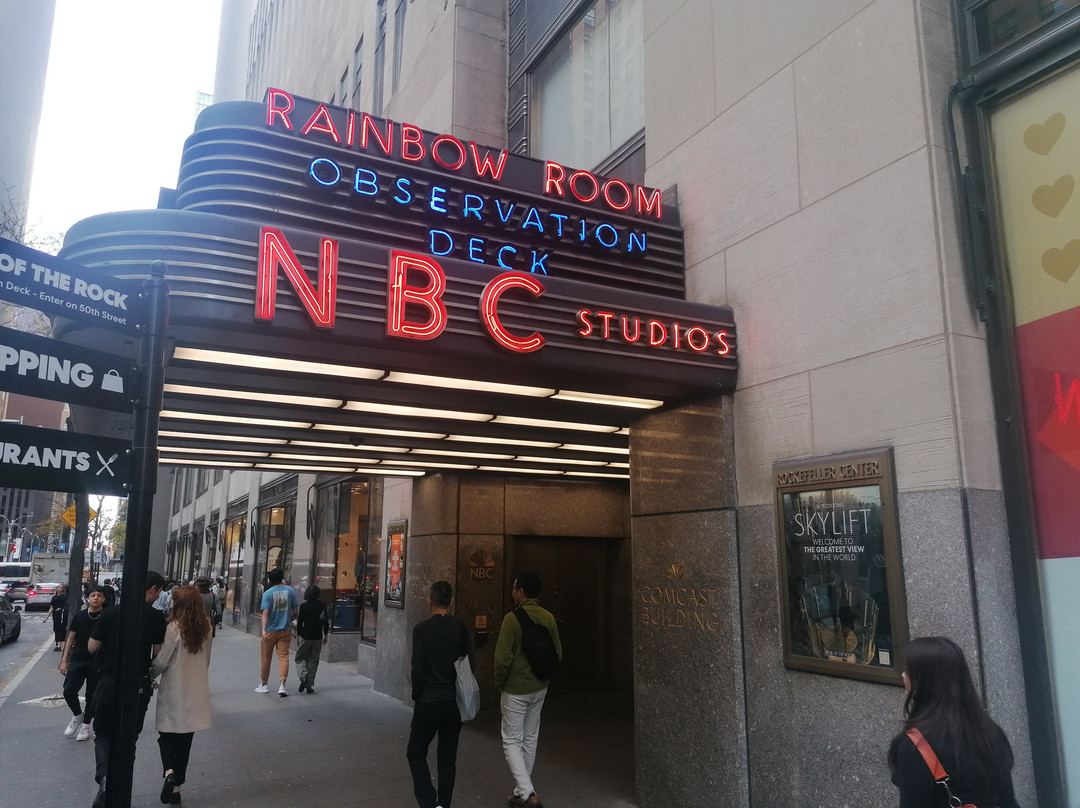 RAINBOW ROOM
OBSERVATION
DECK
NBC STUDIOS
OF THE ROCK
Deck - Enter on 50th Street
PPING
URANTS
NBC
COMCAST
BUILDING
ROCKEFELLER CENTER
INTRODUCING
SKYLIFT
WELCOME TO
THE GREATEST VIEW
IN THE WORLD